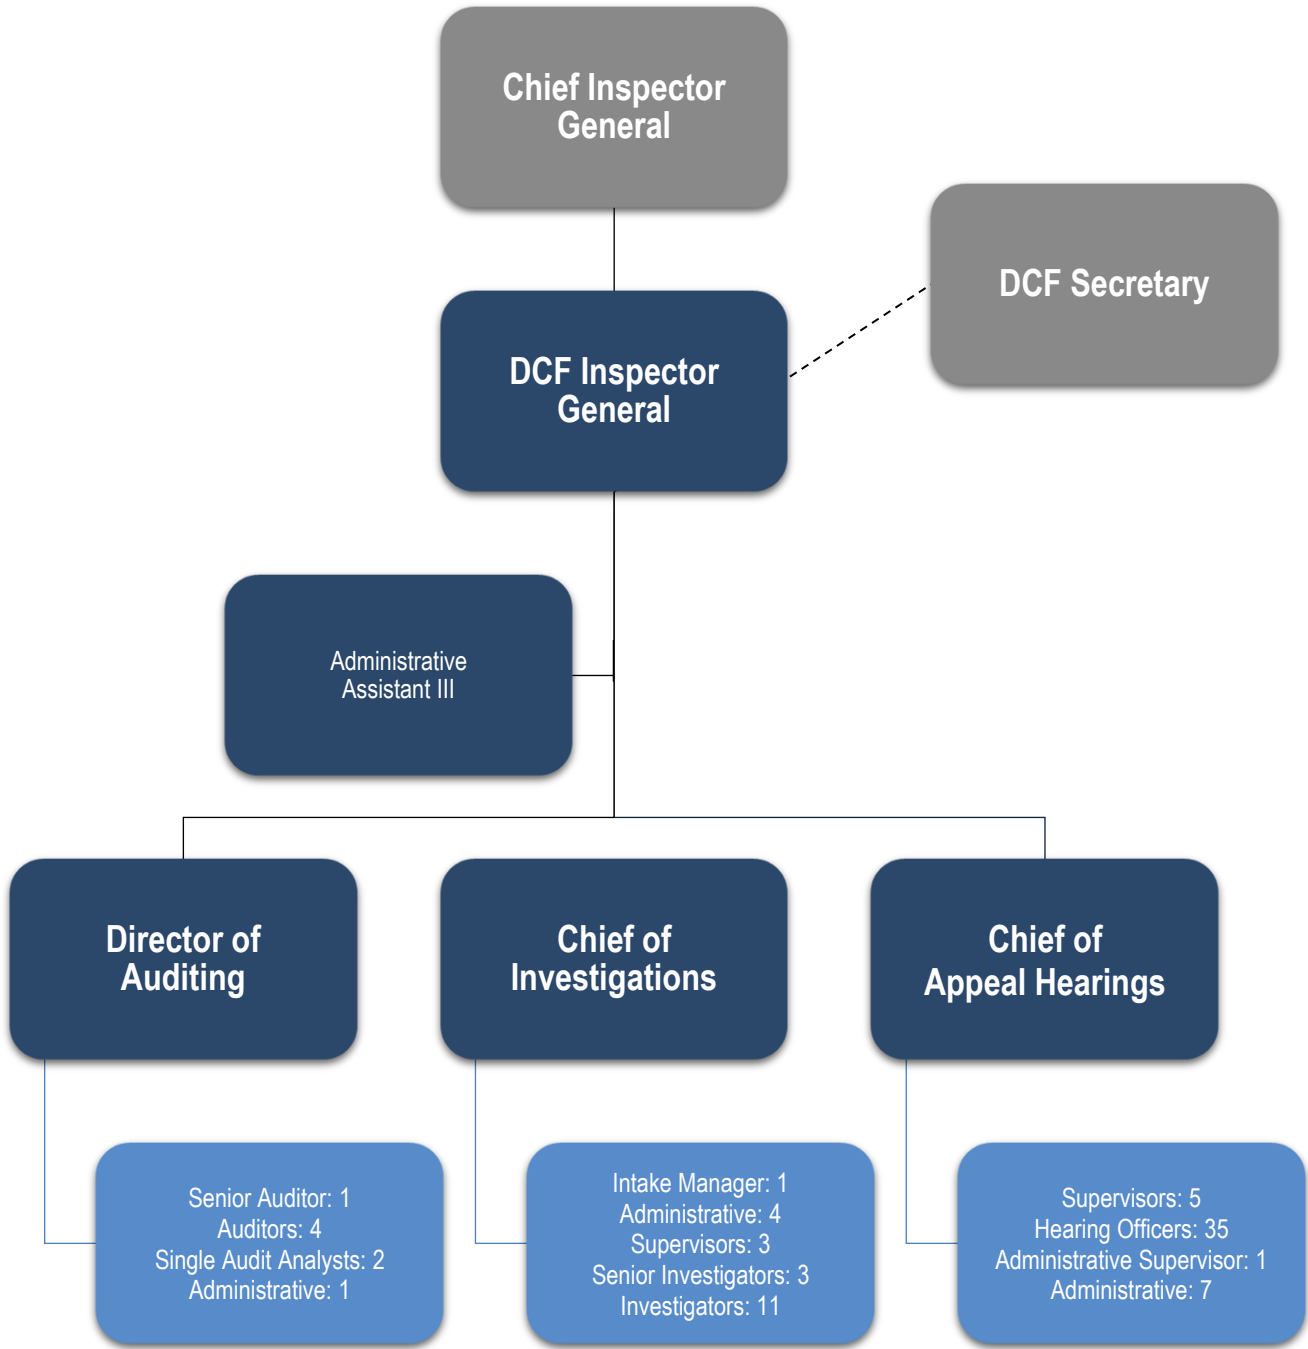 Chief Inspector
General
DCF Secretary
DCF Inspector
General
Administrative
Assistant III
Director of
Auditing
Chief of
Investigations
Chief of
Appeal Hearings
Senior Auditor: 1
Auditors: 4
Single Audit Analysts: 2
Administrative: 1
Intake Manager: 1
Administrative: 4
Supervisors: 3
Senior Investigators: 3
Investigators: 11
Supervisors: 5
Hearing Officers: 35
Administrative Supervisor: 1
Administrative: 7